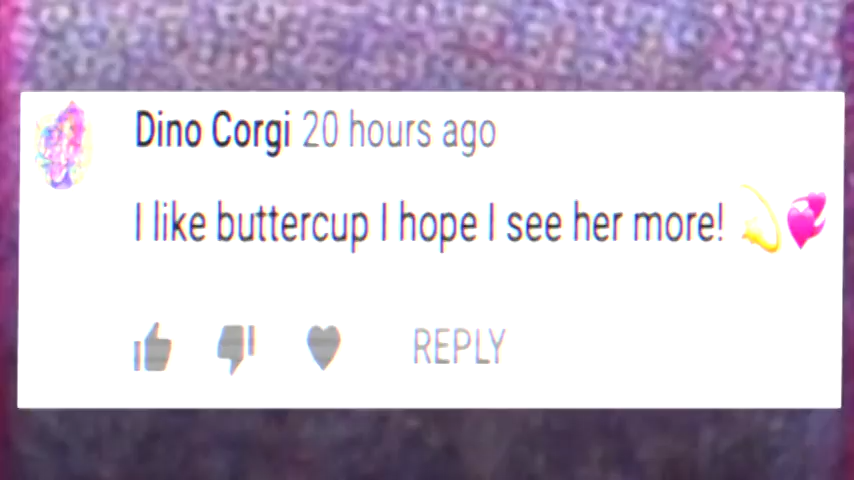 Dino Corgi 20 hours ago
I like buttercup I hope I see her more! 💫💞
REPLY